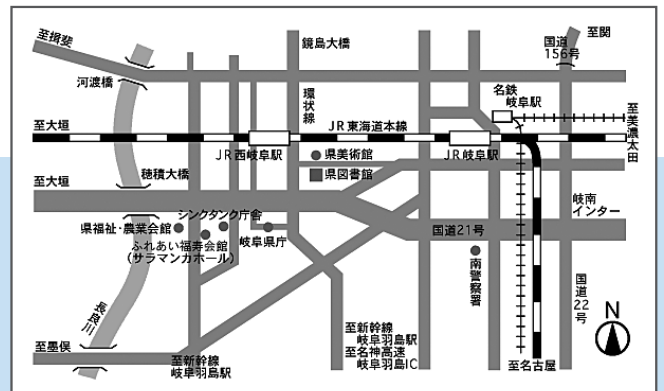 至揖斐
鏡島大橋
国道
156号
至関
河渡橋
環状線
名鉄
岐阜駅
至美濃太田
至大垣
JR東海道本線
JR西岐阜駅
県美術館
JR岐阜駅
至大垣
穂積大橋
県図書館
シンクタンク庁舎
岐南
インター
県福祉・農業会館
ふれあい福寿会館
(サラマンカホール)
岐阜県庁
国道21号
南警察署
国道22号
長良川
N
至墨俣
至新幹線
岐阜羽島駅
至新幹線
岐阜羽島駅
至名神高速
岐阜羽島IC
至名古屋